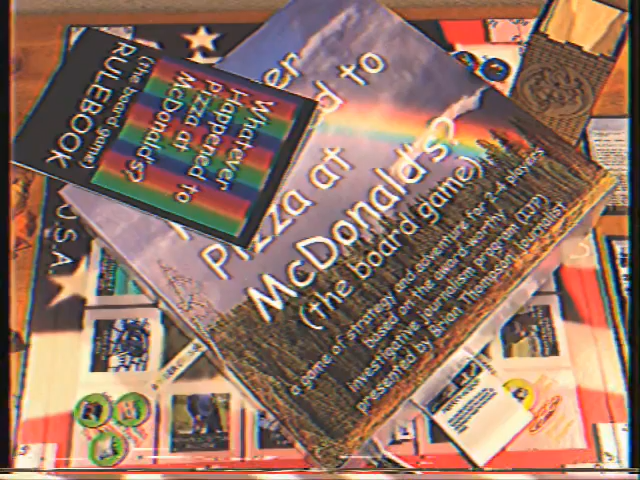 RULEBOOK
(the board game)
Whatever
Happened to
Pizza at
McDonald's?
er
d to
Pizza at
McDonald's?
(the board game)
a game of strategy and adventure for 2-4 players
based on the award-worthy
investigative journalism program (IJP)
presented by Brian Thompson Journalist
U.S.A.